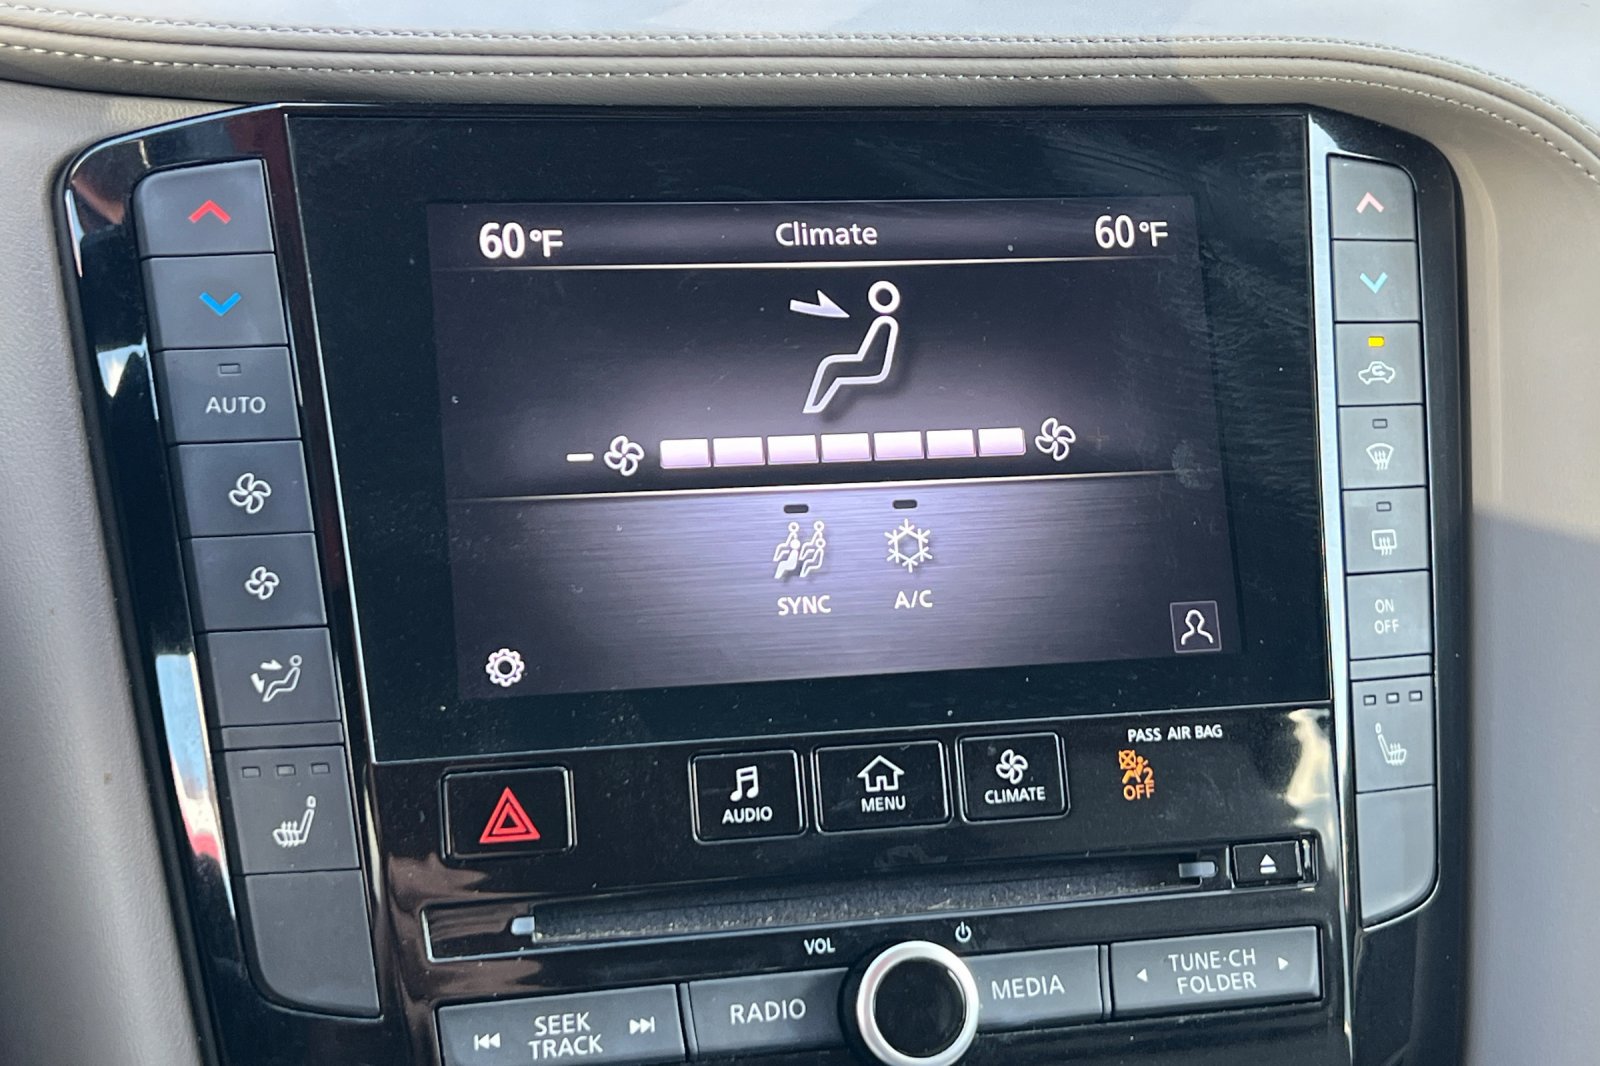 60°F Climate 60°F
AUTO
SYNC A/C
ON
OFF
PASS AIR BAG
2
OFF
AUDIO
MENU
CLIMATE
VOL
SEEK
TRACK
RADIO
MEDIA
TUNE·CH
FOLDER